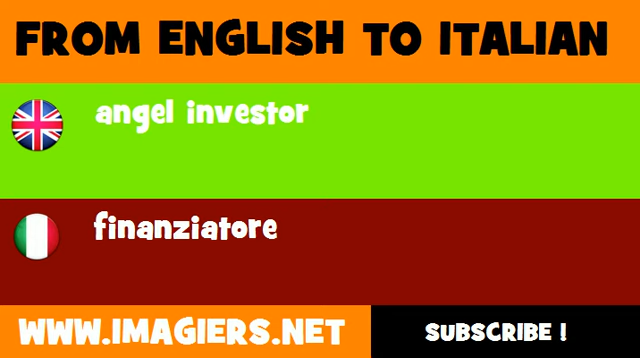 FROM ENGLISH TO ITALIAN
angel investor
finanziatore
WWW.IMAGIERS.NET
SUBSCRIBE !